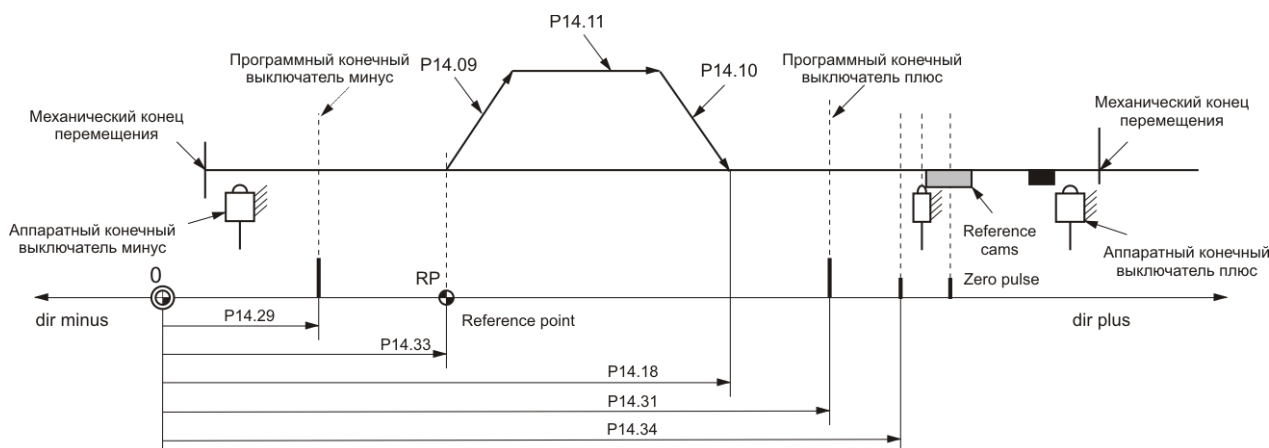 P14.11
Программный конечный
выключатель минус
P14.09
P14.10
Программный конечный
выключатель плюс
Механический конец
перемещения
Механический конец
перемещения
Аппаратный конечный
выключатель минус
Reference
cams
Аппаратный конечный
выключатель плюс
0
RP
Zero pulse
dir minus
P14.29
Reference point
dir plus
P14.33
P14.18
P14.31
P14.34